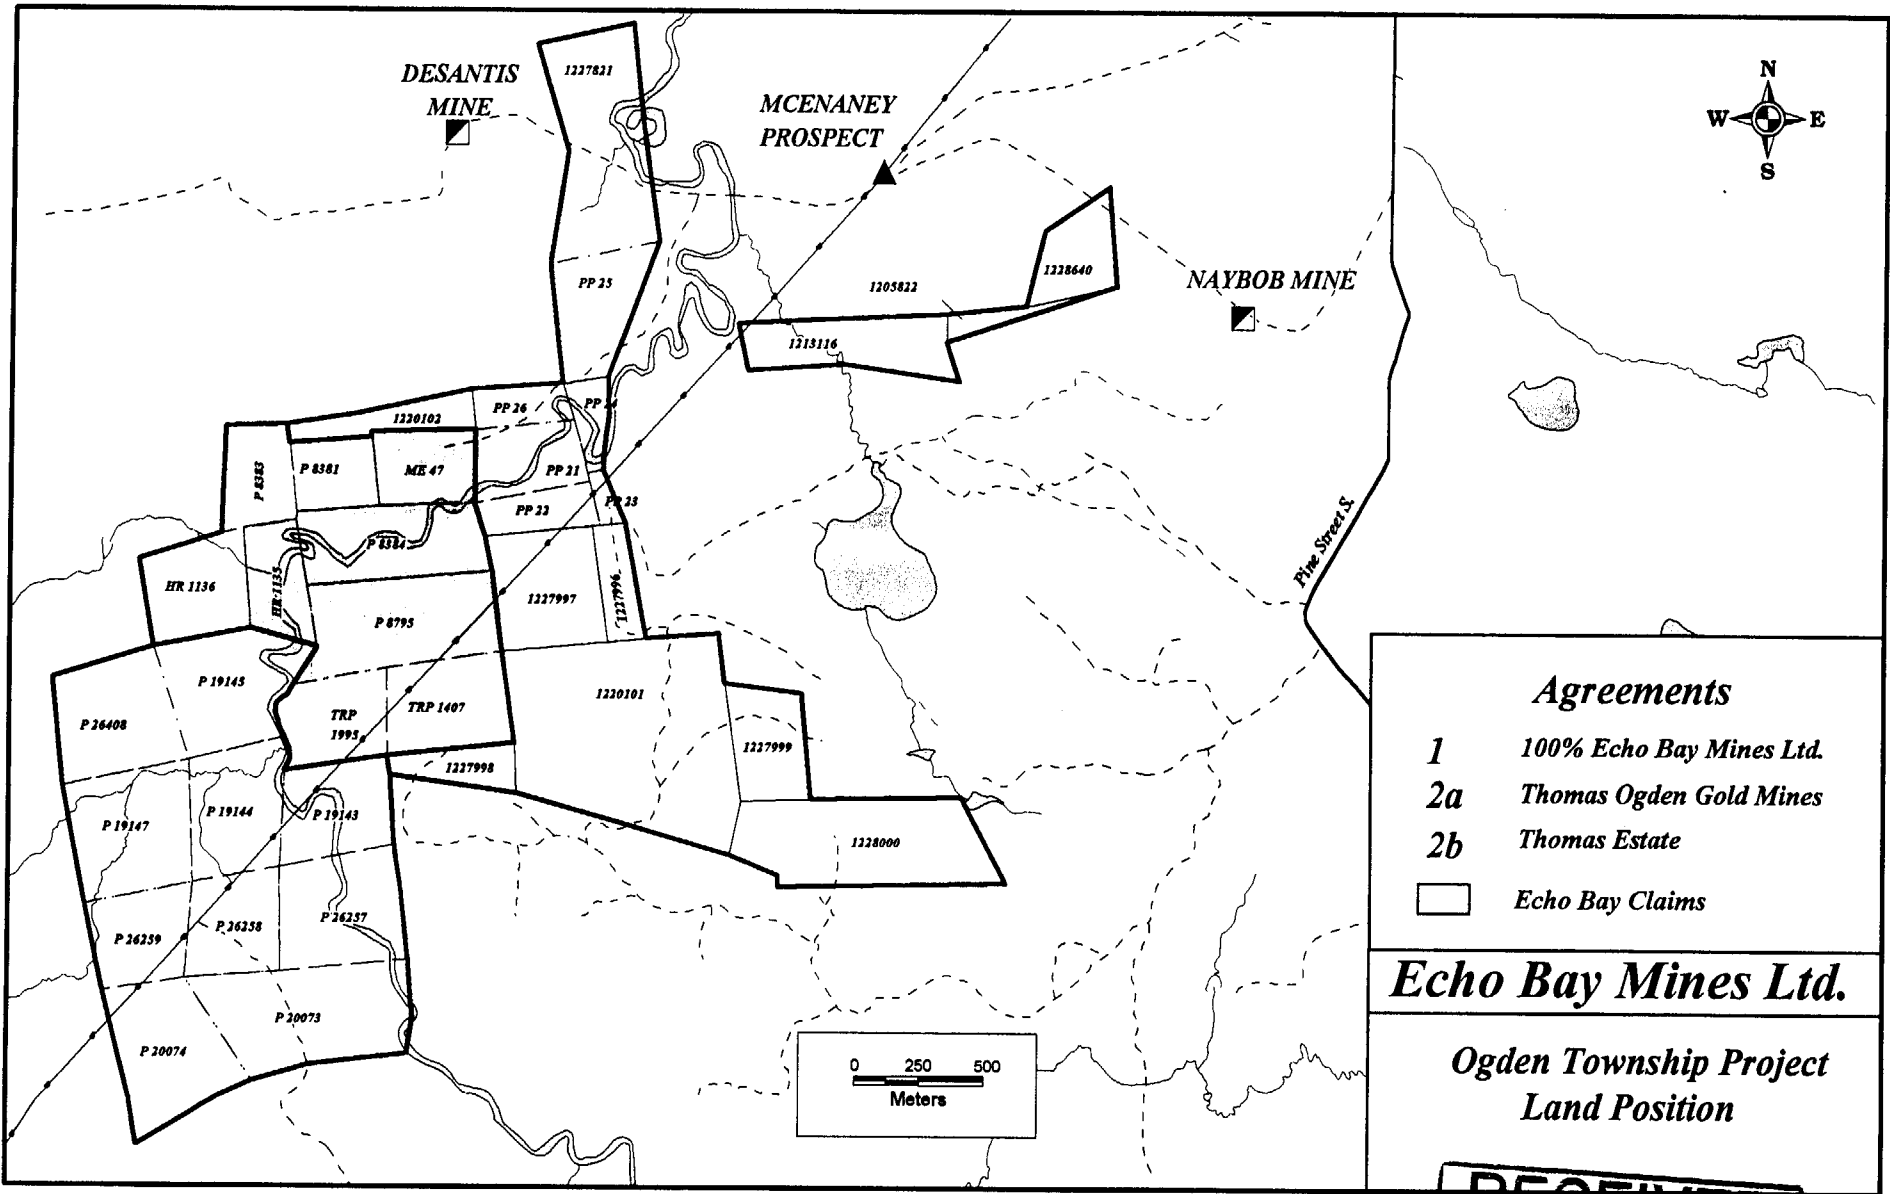 DESANTIS
MINE
1227821
MCENANEY
PROSPECT
N
W E
S
PP 25
1205822
1228640
NAYBOB MINE
1213116
PP 26
PP 24
1220102
P 8383
P 8381
ME 47
PP 21
PP 22
PP 23
P 8384
HR 1136
HR 1135
1227997
1227996
P 8795
Pine Street S.
P 19145
P 26408
TRP
1995
TRP 1407
1220101
1227999
1227998
P 19147
P 19144
P 19143
1228000
P 26259
P 26258
P 26257
P 20073
P 20074
0 250 500
Meters
Agreements
1 100% Echo Bay Mines Ltd.
2a Thomas Ogden Gold Mines
2b Thomas Estate
Echo Bay Claims
Echo Bay Mines Ltd.
Ogden Township Project
Land Position